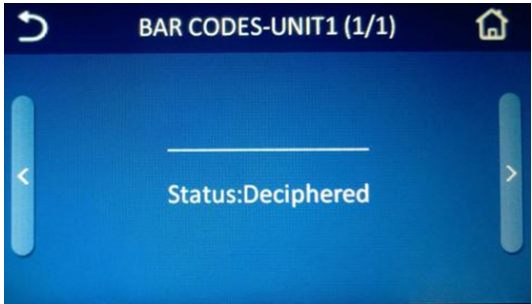 BAR CODES-UNIT1 (1/1)
< >
Status:Deciphered